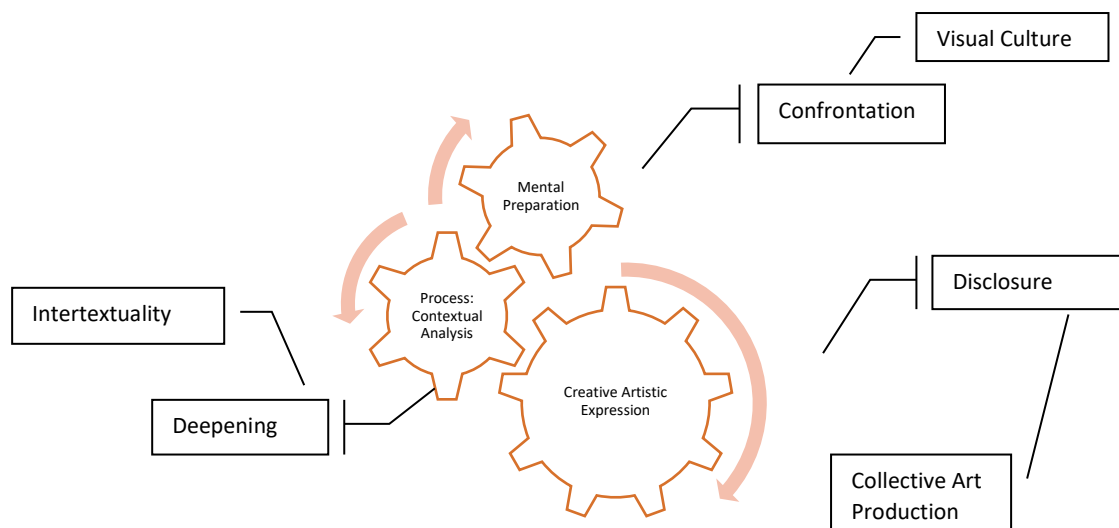 Visual Culture
Confrontation
Mental
Preparation
Disclosure
Intertextuality
Process:
Contextual
Analysis
Creative Artistic
Expression
Deepening
Collective Art
Production